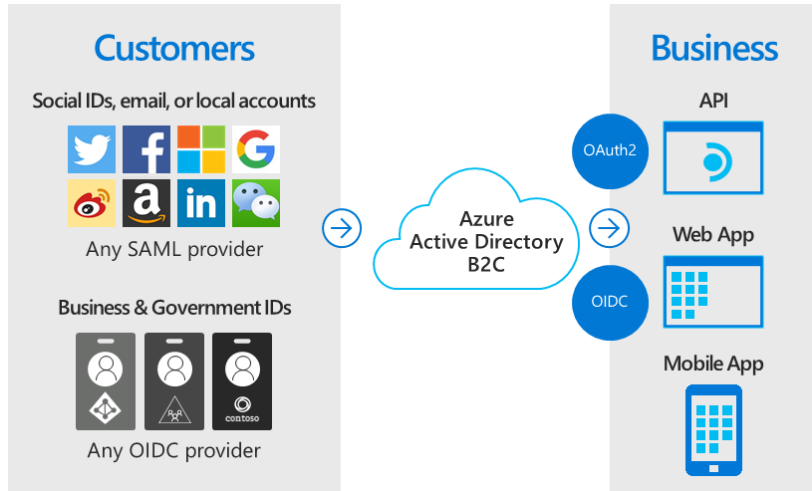 Customers
Social IDs, email, or local accounts
f
G
a
in
Any SAML provider
Business & Government IDs
contoso
Any OIDC provider
Azure
Active Directory
B2C
Business
API
OAuth2
Web App
OIDC
Mobile App